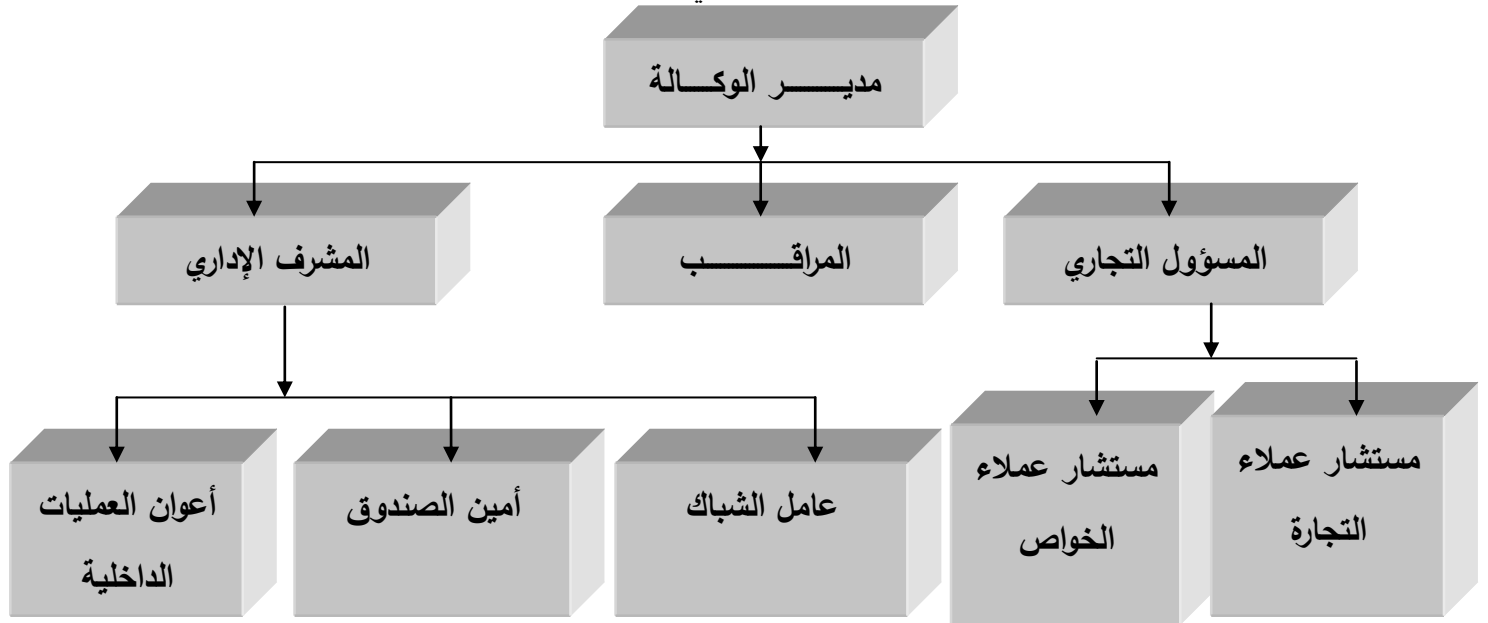 مديـــــر الوكـــالة
المسؤول التجاري
المراقـــــــب
المشرف الإداري
مستشار عملاء
التجارة
مستشار عملاء
الخواص
عامل الشباك
أمين الصندوق
أعوان العمليات
الداخلية